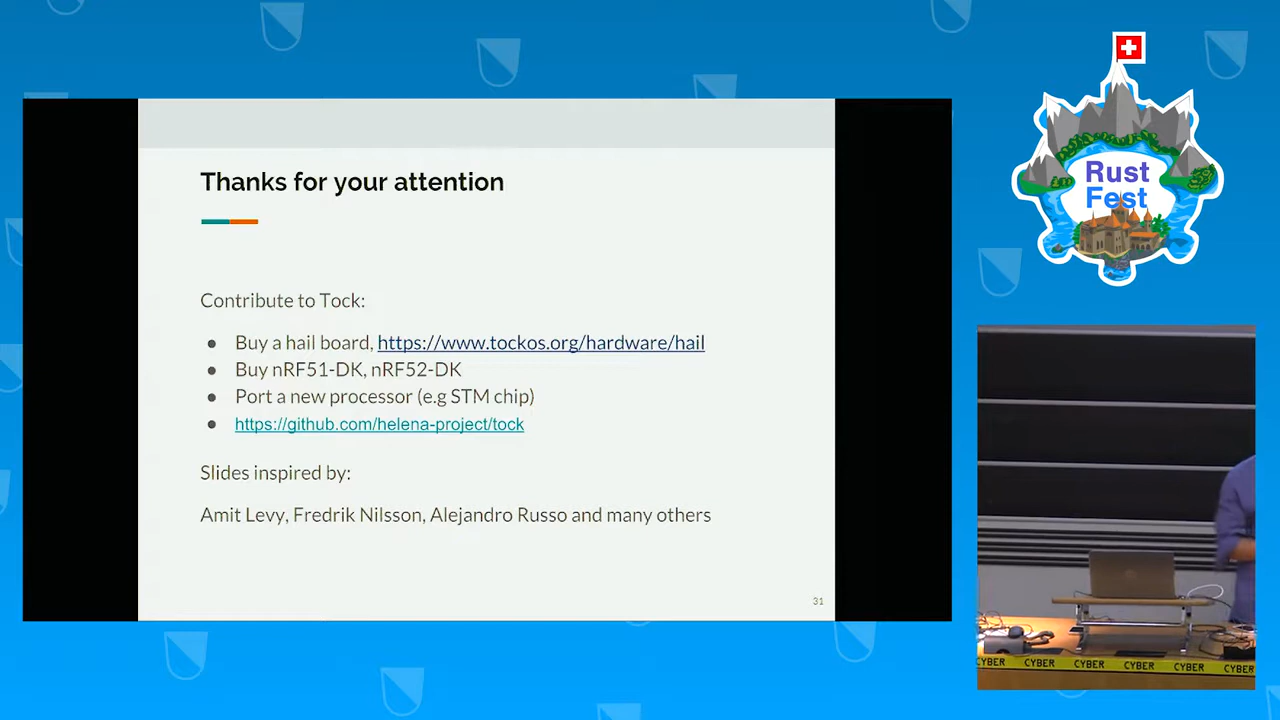 Thanks for your attention
Contribute to Tock:
● Buy a hail board, https://www.tockos.org/hardware/hail
● Buy nRF51-DK, nRF52-DK
● Port a new processor (e.g STM chip)
● https://github.com/helena-project/tock
Slides inspired by:
Amit Levy, Fredrik Nilsson, Alejandro Russo and many others
31
Rust
Fest
CYBER CYBER CYBER CYBER CYBER CYBER